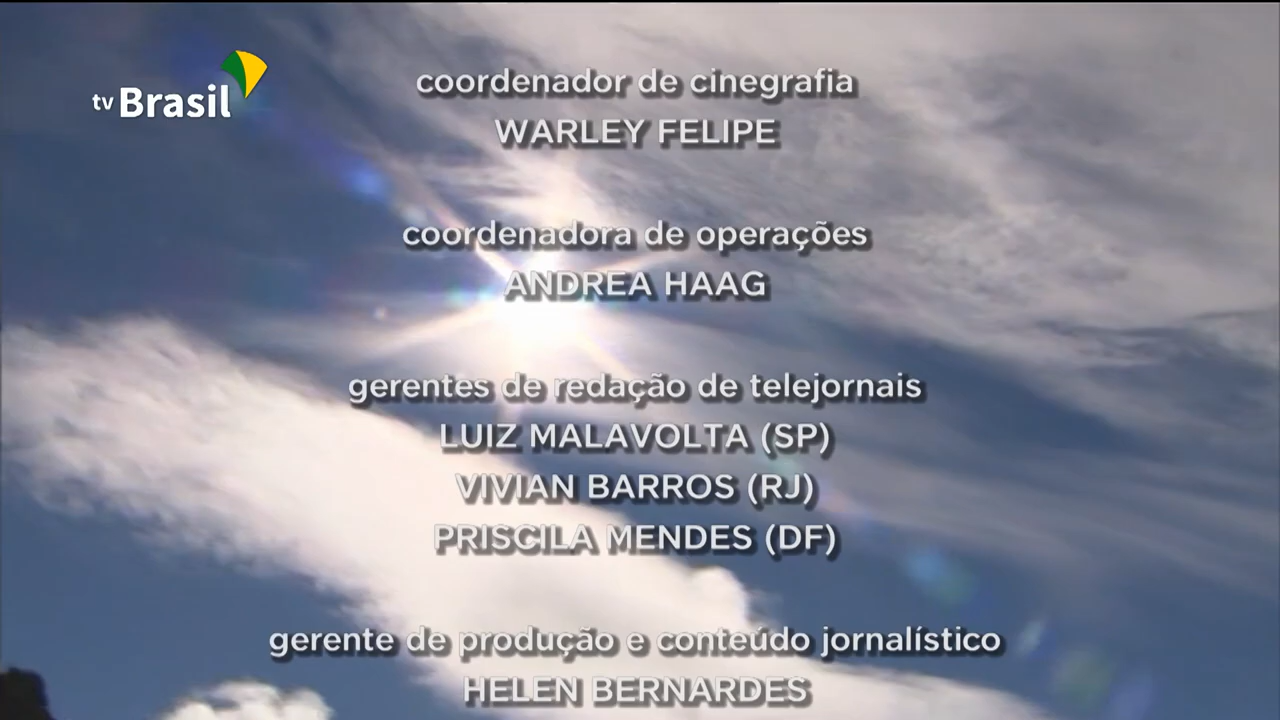 tv Brasil
coordenador de cinegrafia
WARLEY FELIPE
coordenadora de operações
ANDREA HAAG
gerentes de redação de telejornais
LUIZ MALAVOLTA (SP)
VIVIAN BARROS (RJ)
PRISCILA MENDES (DF)
gerente de produção e conteúdo jornalístico
HELEN BERNARDES